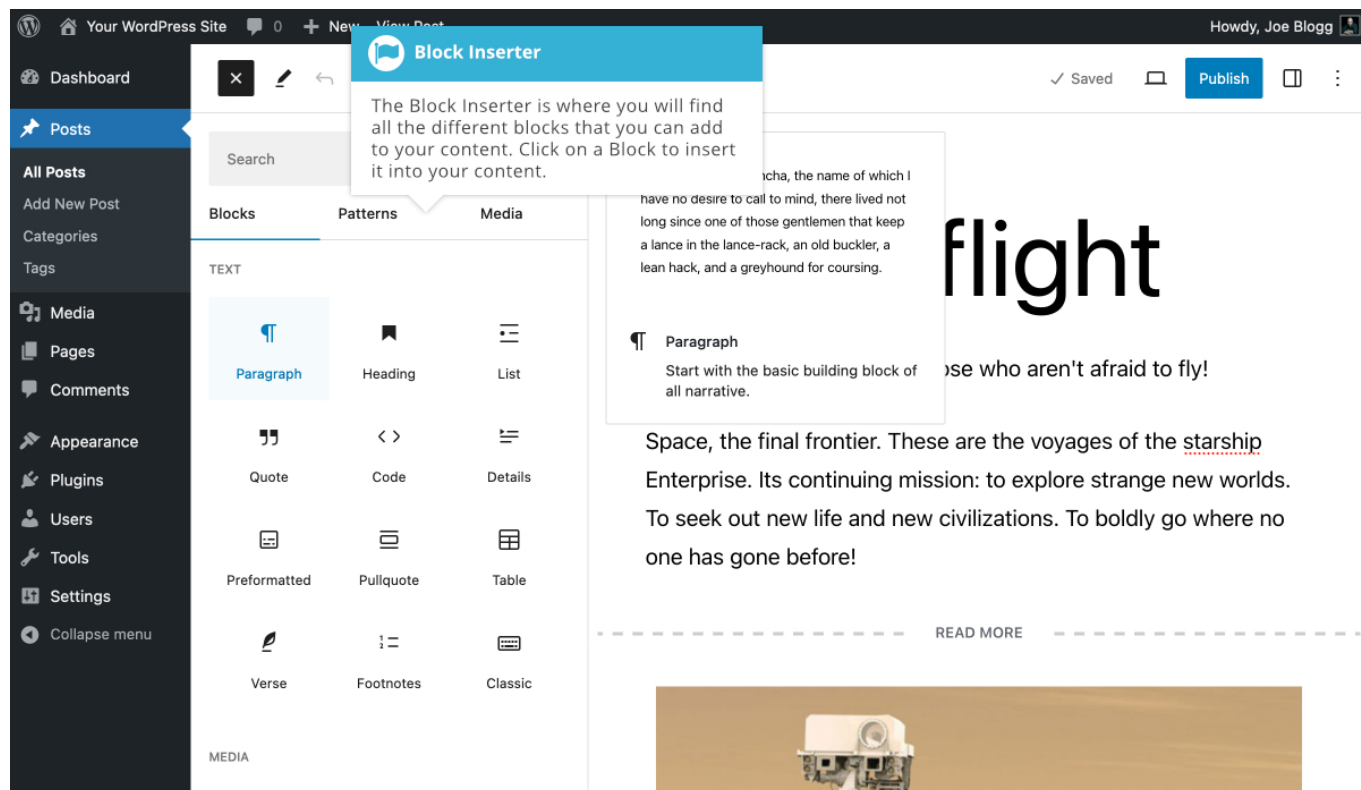 Your WordPress Site 0 New View Post Howdy, Joe Blogg
Block Inserter
The Block Inserter is where you will find
all the different blocks that you can add
to your content. Click on a Block to insert
it into your content.
Saved Publish
Dashboard
Posts
All Posts
Add New Post
Categories
Tags
Media
Pages
Comments
Appearance
Plugins
Users
Tools
Settings
Collapse menu
Search
Blocks Patterns Media
TEXT
Paragraph Heading List
Quote Code Details
Preformatted Pullquote Table
Verse Footnotes Classic
MEDIA
the name of which I
have no desire to call to mind, there lived not
long since one of those gentlemen that keep
a lance in the lance-rack, an old buckler, a
lean hack, and a greyhound for coursing.
Paragraph
Start with the basic building block of
all narrative.
flight
who aren't afraid to fly!
Space, the final frontier. These are the voyages of the starship
Enterprise. Its continuing mission: to explore strange new worlds.
To seek out new life and new civilizations. To boldly go where no
one has gone before!
READ MORE